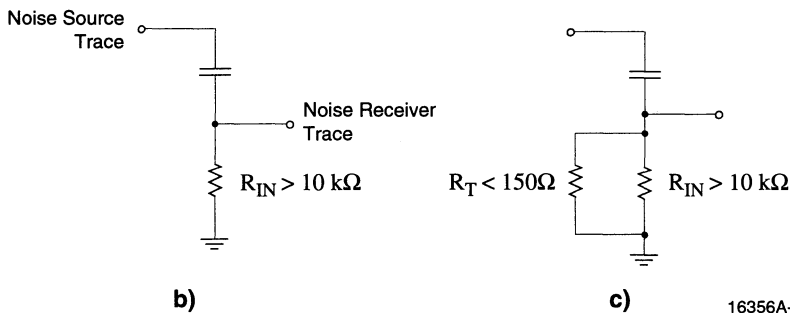 Noise Source
Trace
Noise Receiver
Trace
R_IN > 10 kΩ
R_T < 150Ω
R_IN > 10 kΩ
b)
c)
16356A-